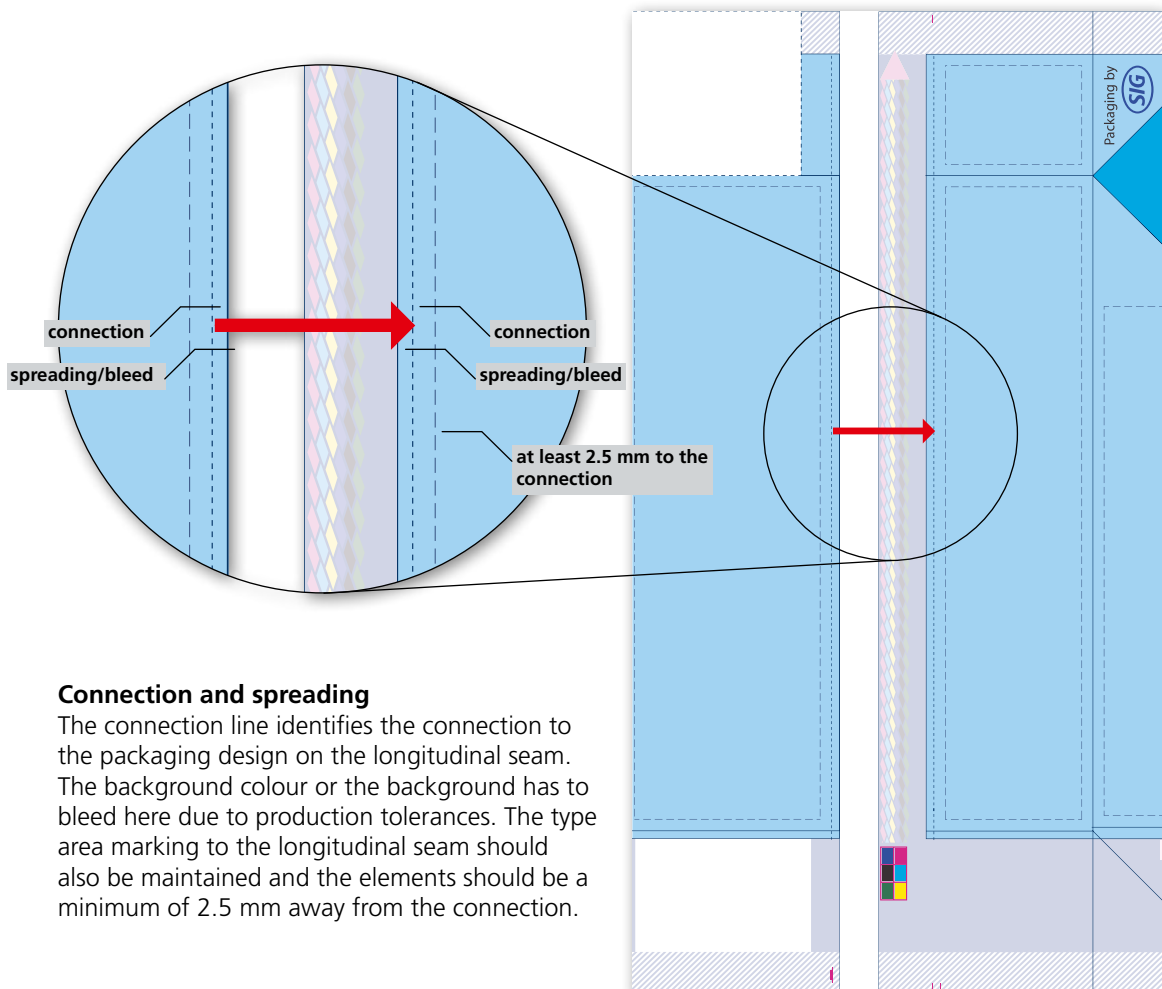 Packaging by
SIG
connection
connection
spreading/bleed
spreading/bleed
at least 2.5 mm to the
connection
Connection and spreading
The connection line identifies the connection to
the packaging design on the longitudinal seam.
The background colour or the background has to
bleed here due to production tolerances. The type
area marking to the longitudinal seam should
also be maintained and the elements should be a
minimum of 2.5 mm away from the connection.